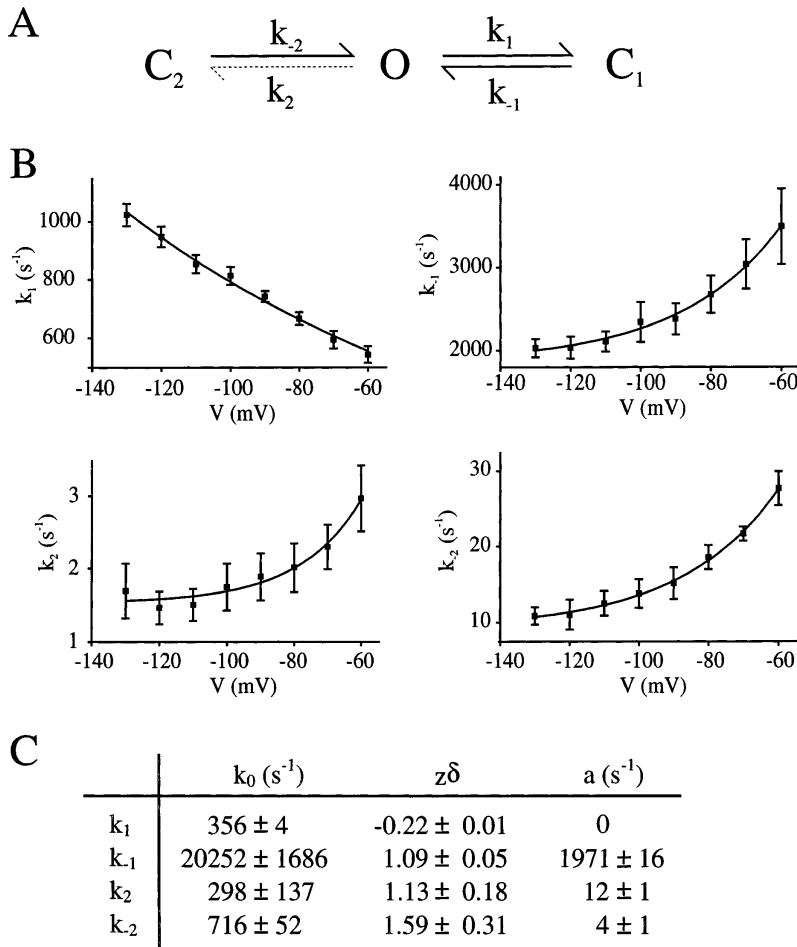 A
C₂ k₋₂ k₂ O k₁ k₋₁ C₁
B
1000
800
600
k₁ (s⁻¹)
-140 -120 -100 -80 -60
V (mV)
4000
3000
2000
k₋₁ (s⁻¹)
-140 -120 -100 -80 -60
V (mV)
3
2
1
k₂ (s⁻¹)
-140 -120 -100 -80 -60
V (mV)
30
20
10
k₋₂ (s⁻¹)
-140 -120 -100 -80 -60
V (mV)
C
k₀ (s⁻¹) zδ a (s⁻¹)
k₁ 356 ± 4 -0.22 ± 0.01 0
k₋₁ 20252 ± 1686 1.09 ± 0.05 1971 ± 16
k₂ 298 ± 137 1.13 ± 0.18 12 ± 1
k₋₂ 716 ± 52 1.59 ± 0.31 4 ± 1